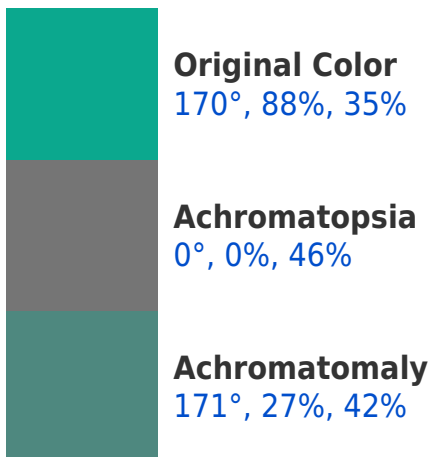 Original Color
170°, 88%, 35%
Achromatopsia
0°, 0%, 46%
Achromatomaly
171°, 27%, 42%